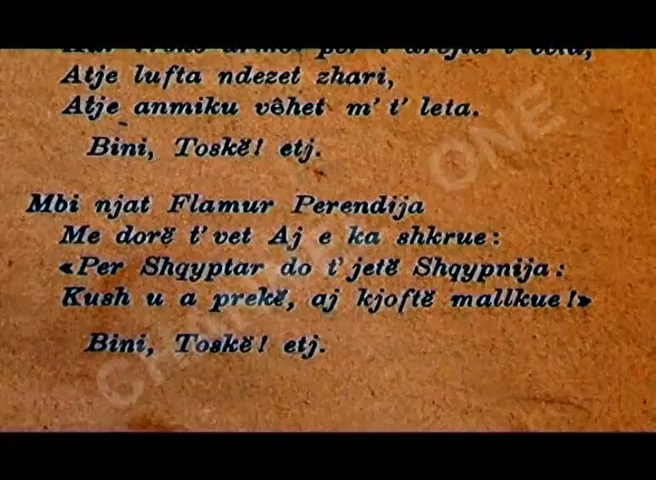 Atje lufta ndezet zhari,
Atje anmiku vêhet m' t' leta.
Bini, Toskë! etj.
Mbi njat Flamur Perendija
Me dorë t' vet Aj e ka shkrue:
«Per Shqyptar do t' jetë Shqypnija:
Kush u a prekë, aj kjoftë mallkue!»
Bini, Toskë! etj.
ONE